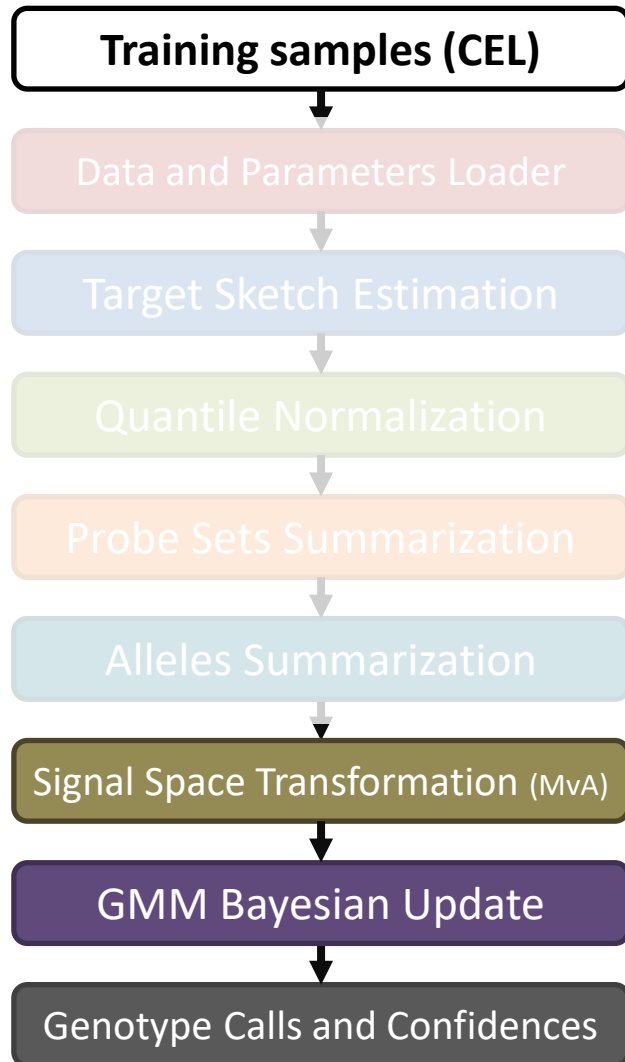 Training samples (CEL)
Data and Parameters Loader
Target Sketch Estimation
Quantile Normalization
Probe Sets Summarization
Alleles Summarization
Signal Space Transformation (MvA)
GMM Bayesian Update
Genotype Calls and Confidences